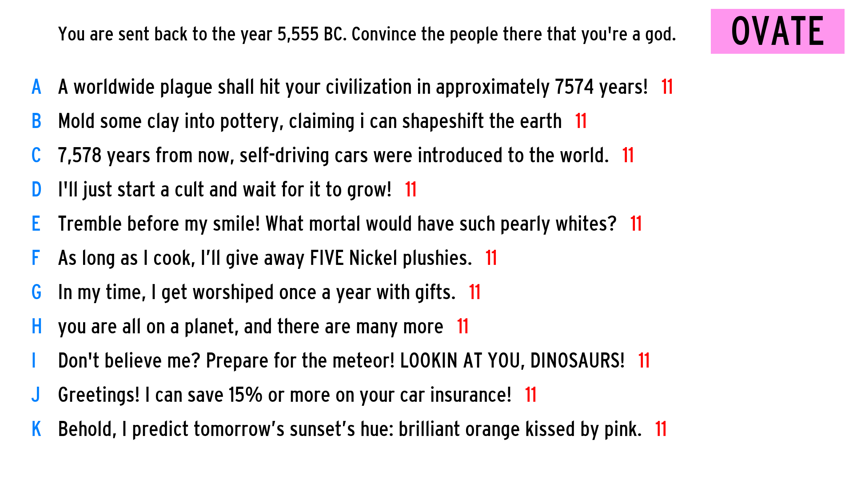 You are sent back to the year 5,555 BC. Convince the people there that you're a god.
OVATE
A A worldwide plague shall hit your civilization in approximately 7574 years! 11
B Mold some clay into pottery, claiming i can shapeshift the earth 11
C 7,578 years from now, self-driving cars were introduced to the world. 11
D I'll just start a cult and wait for it to grow! 11
E Tremble before my smile! What mortal would have such pearly whites? 11
F As long as I cook, I’ll give away FIVE Nickel plushies. 11
G In my time, I get worshiped once a year with gifts. 11
H you are all on a planet, and there are many more 11
I Don't believe me? Prepare for the meteor! LOOKIN AT YOU, DINOSAURS! 11
J Greetings! I can save 15% or more on your car insurance! 11
K Behold, I predict tomorrow’s sunset’s hue: brilliant orange kissed by pink. 11